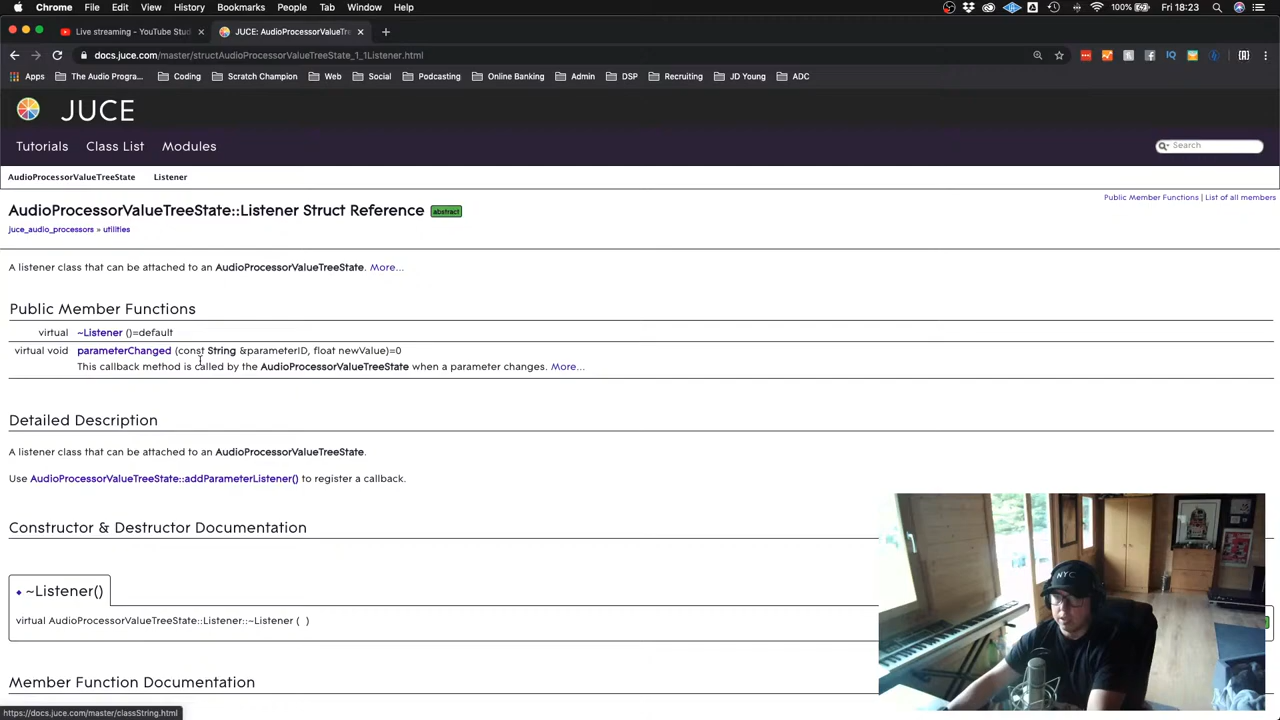 Chrome File Edit View History Bookmarks People Tab Window Help 100% Fri 18:23
Live streaming - YouTube Stud JUCE: AudioProcessorValueTreeS
docs.juce.com/master/structAudioProcessorValueTreeState_1_1Listener.html
Apps The Audio Progra... Coding Scratch Champion Web Social Podcasting Online Banking Admin DSP Recruiting JD Young ADC
JUCE
Tutorials Class List Modules
Search
AudioProcessorValueTreeState Listener
Public Member Functions | List of all members
AudioProcessorValueTreeState::Listener Struct Reference abstract
juce_audio_processors » utilities
A listener class that can be attached to an AudioProcessorValueTreeState. More...
Public Member Functions
virtual ~Listener ()=default
virtual void parameterChanged (const String &parameterID, float newValue)=0
This callback method is called by the AudioProcessorValueTreeState when a parameter changes. More...
Detailed Description
A listener class that can be attached to an AudioProcessorValueTreeState.
Use AudioProcessorValueTreeState::addParameterListener() to register a callback.
Constructor & Destructor Documentation
~Listener()
virtual AudioProcessorValueTreeState::Listener::~Listener ( )
Member Function Documentation
https://docs.juce.com/master/classString.html
NYC